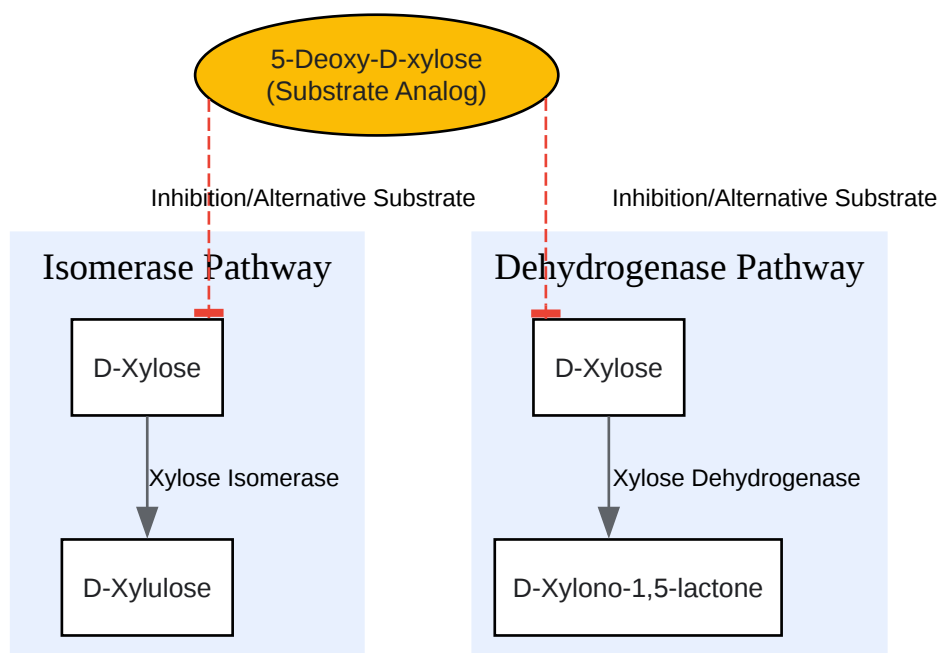 5-Deoxy-D-xylose
(Substrate Analog)
Inhibition/Alternative Substrate
Inhibition/Alternative Substrate
Isomerase Pathway
Dehydrogenase Pathway
D-Xylose
D-Xylose
Xylose Isomerase
Xylose Dehydrogenase
D-Xylulose
D-Xylono-1,5-lactone